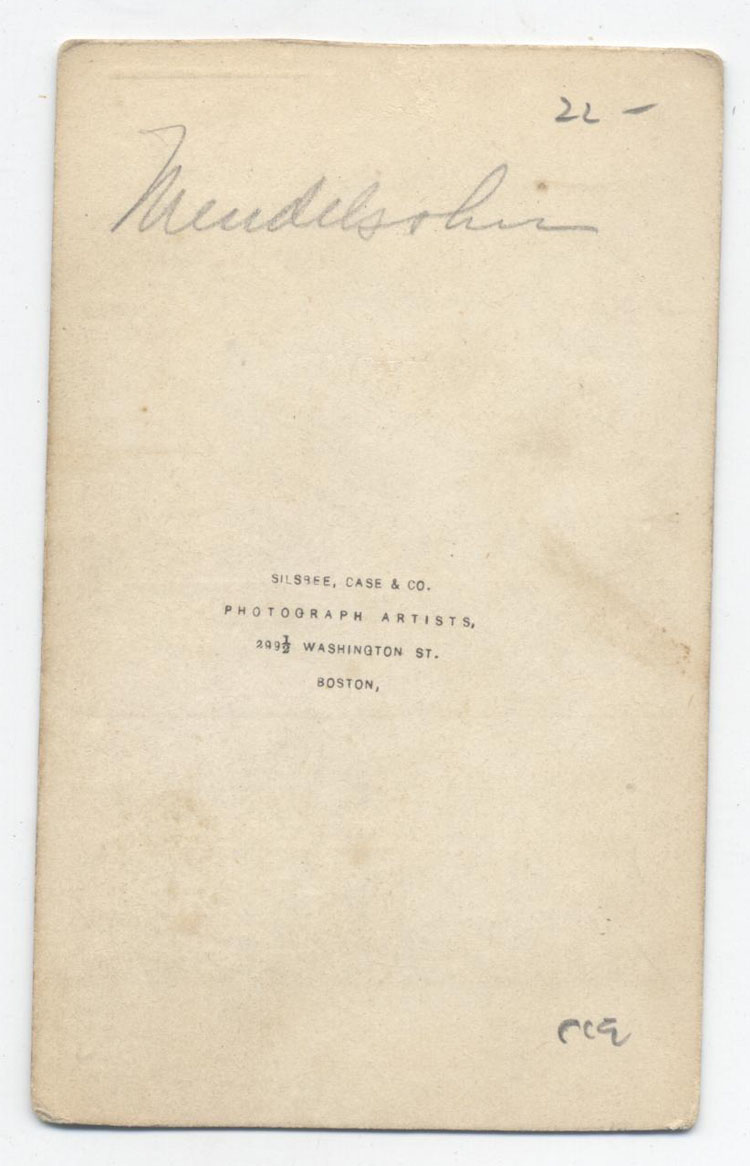 22 -
Mendelsohn
SILSBEE, CASE & CO.
PHOTOGRAPH ARTISTS,
299½ WASHINGTON ST.
BOSTON,